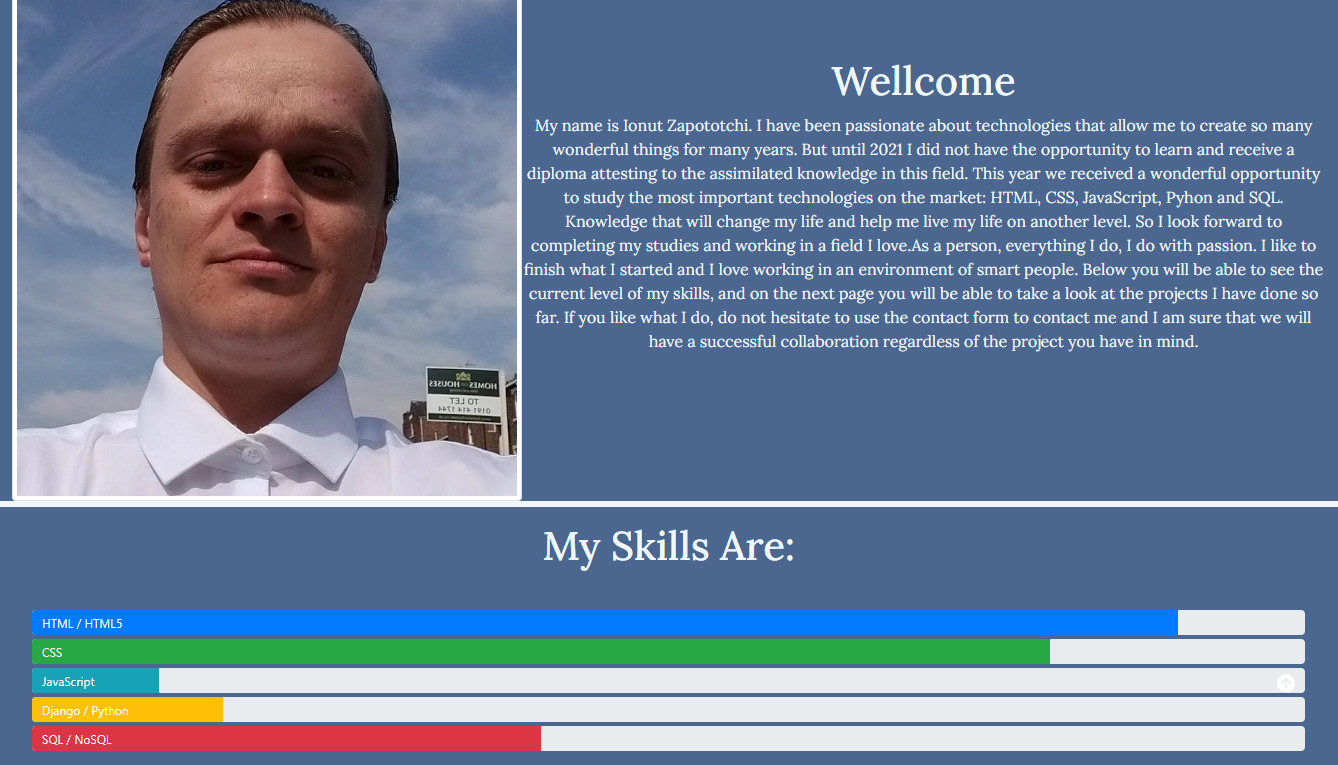 Wellcome
My name is Ionut Zapototchi. I have been passionate about technologies that allow me to create so many
wonderful things for many years. But until 2021 I did not have the opportunity to learn and receive a
diploma attesting to the assimilated knowledge in this field. This year we received a wonderful opportunity
to study the most important technologies on the market: HTML, CSS, JavaScript, Pyhon and SQL.
Knowledge that will change my life and help me live my life on another level. So I look forward to
completing my studies and working in a field I love.As a person, everything I do, I do with passion. I like to
finish what I started and I love working in an environment of smart people. Below you will be able to see the
current level of my skills, and on the next page you will be able to take a look at the projects I have done so
far. If you like what I do, do not hesitate to use the contact form to contact me and I am sure that we will
have a successful collaboration regardless of the project you have in mind.
HOMES OR HOUSES
TO LET
0191 414 1744
My Skills Are:
HTML / HTML5
CSS
JavaScript
Django / Python
SQL / NoSQL